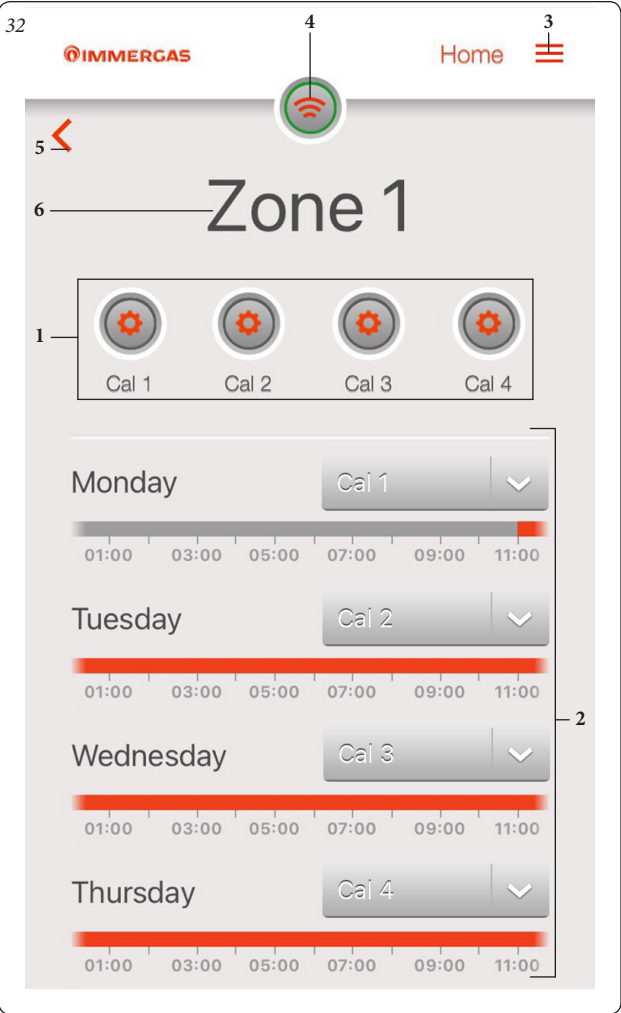 32
4
3
IMMERGAS
Home
5
6
Zone 1
1
Cal 1 Cal 2 Cal 3 Cal 4
Monday Cal 1
01:00 03:00 05:00 07:00 09:00 11:00
Tuesday Cal 2
01:00 03:00 05:00 07:00 09:00 11:00
2
Wednesday Cal 3
01:00 03:00 05:00 07:00 09:00 11:00
Thursday Cal 4
01:00 03:00 05:00 07:00 09:00 11:00